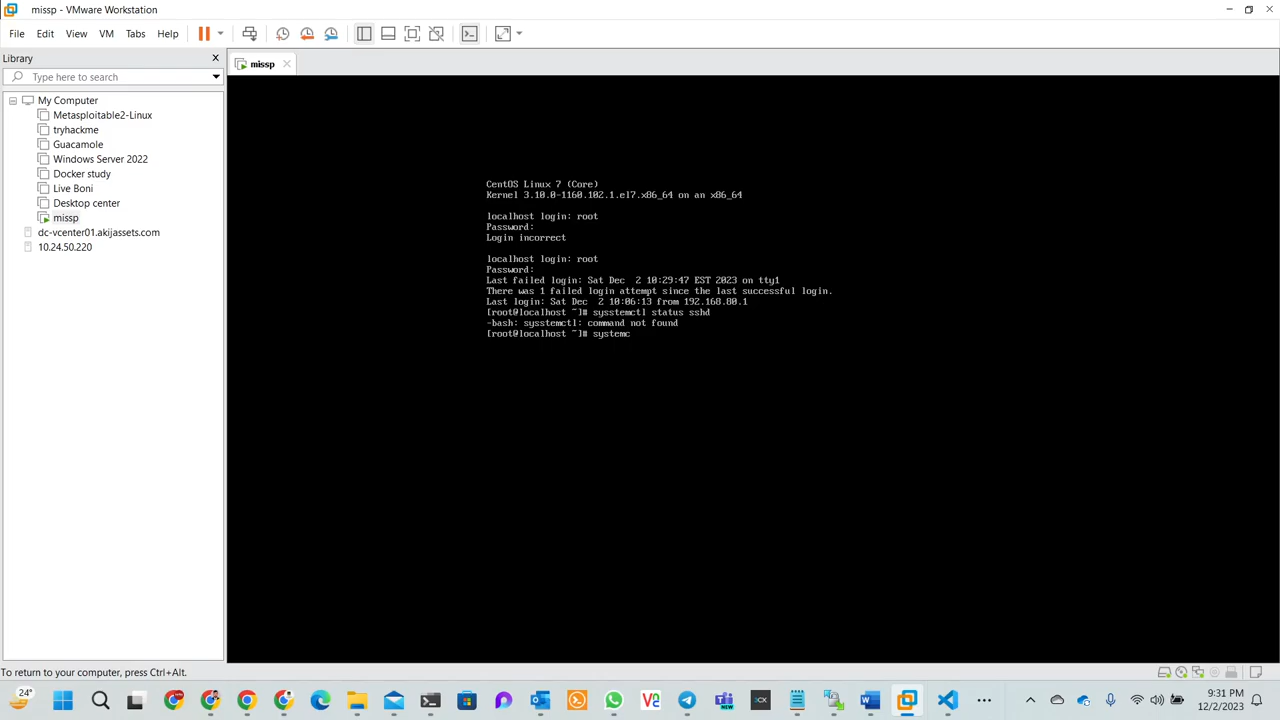 missp - VMware Workstation
File Edit View VM Tabs Help
Library
Type here to search
My Computer
Metasploitable2-Linux
tryhackme
Guacamole
Windows Server 2022
Docker study
Live Boni
Desktop center
missp
dc-vcenter01.akijassets.com
10.24.50.220
missp
CentOS Linux 7 (Core)
Kernel 3.10.0-1160.102.1.el7.x86_64 on an x86_64
localhost login: root
Password:
Login incorrect
localhost login: root
Password:
Last failed login: Sat Dec  2 10:29:47 EST 2023 on tty1
There was 1 failed login attempt since the last successful login.
Last login: Sat Dec  2 10:06:13 from 192.168.80.1
[root@localhost ~]# sysstemctl status sshd
-bash: sysstemctl: command not found
[root@localhost ~]# systemc
To return to your computer, press Ctrl+Alt.
24°
9:31 PM
12/2/2023